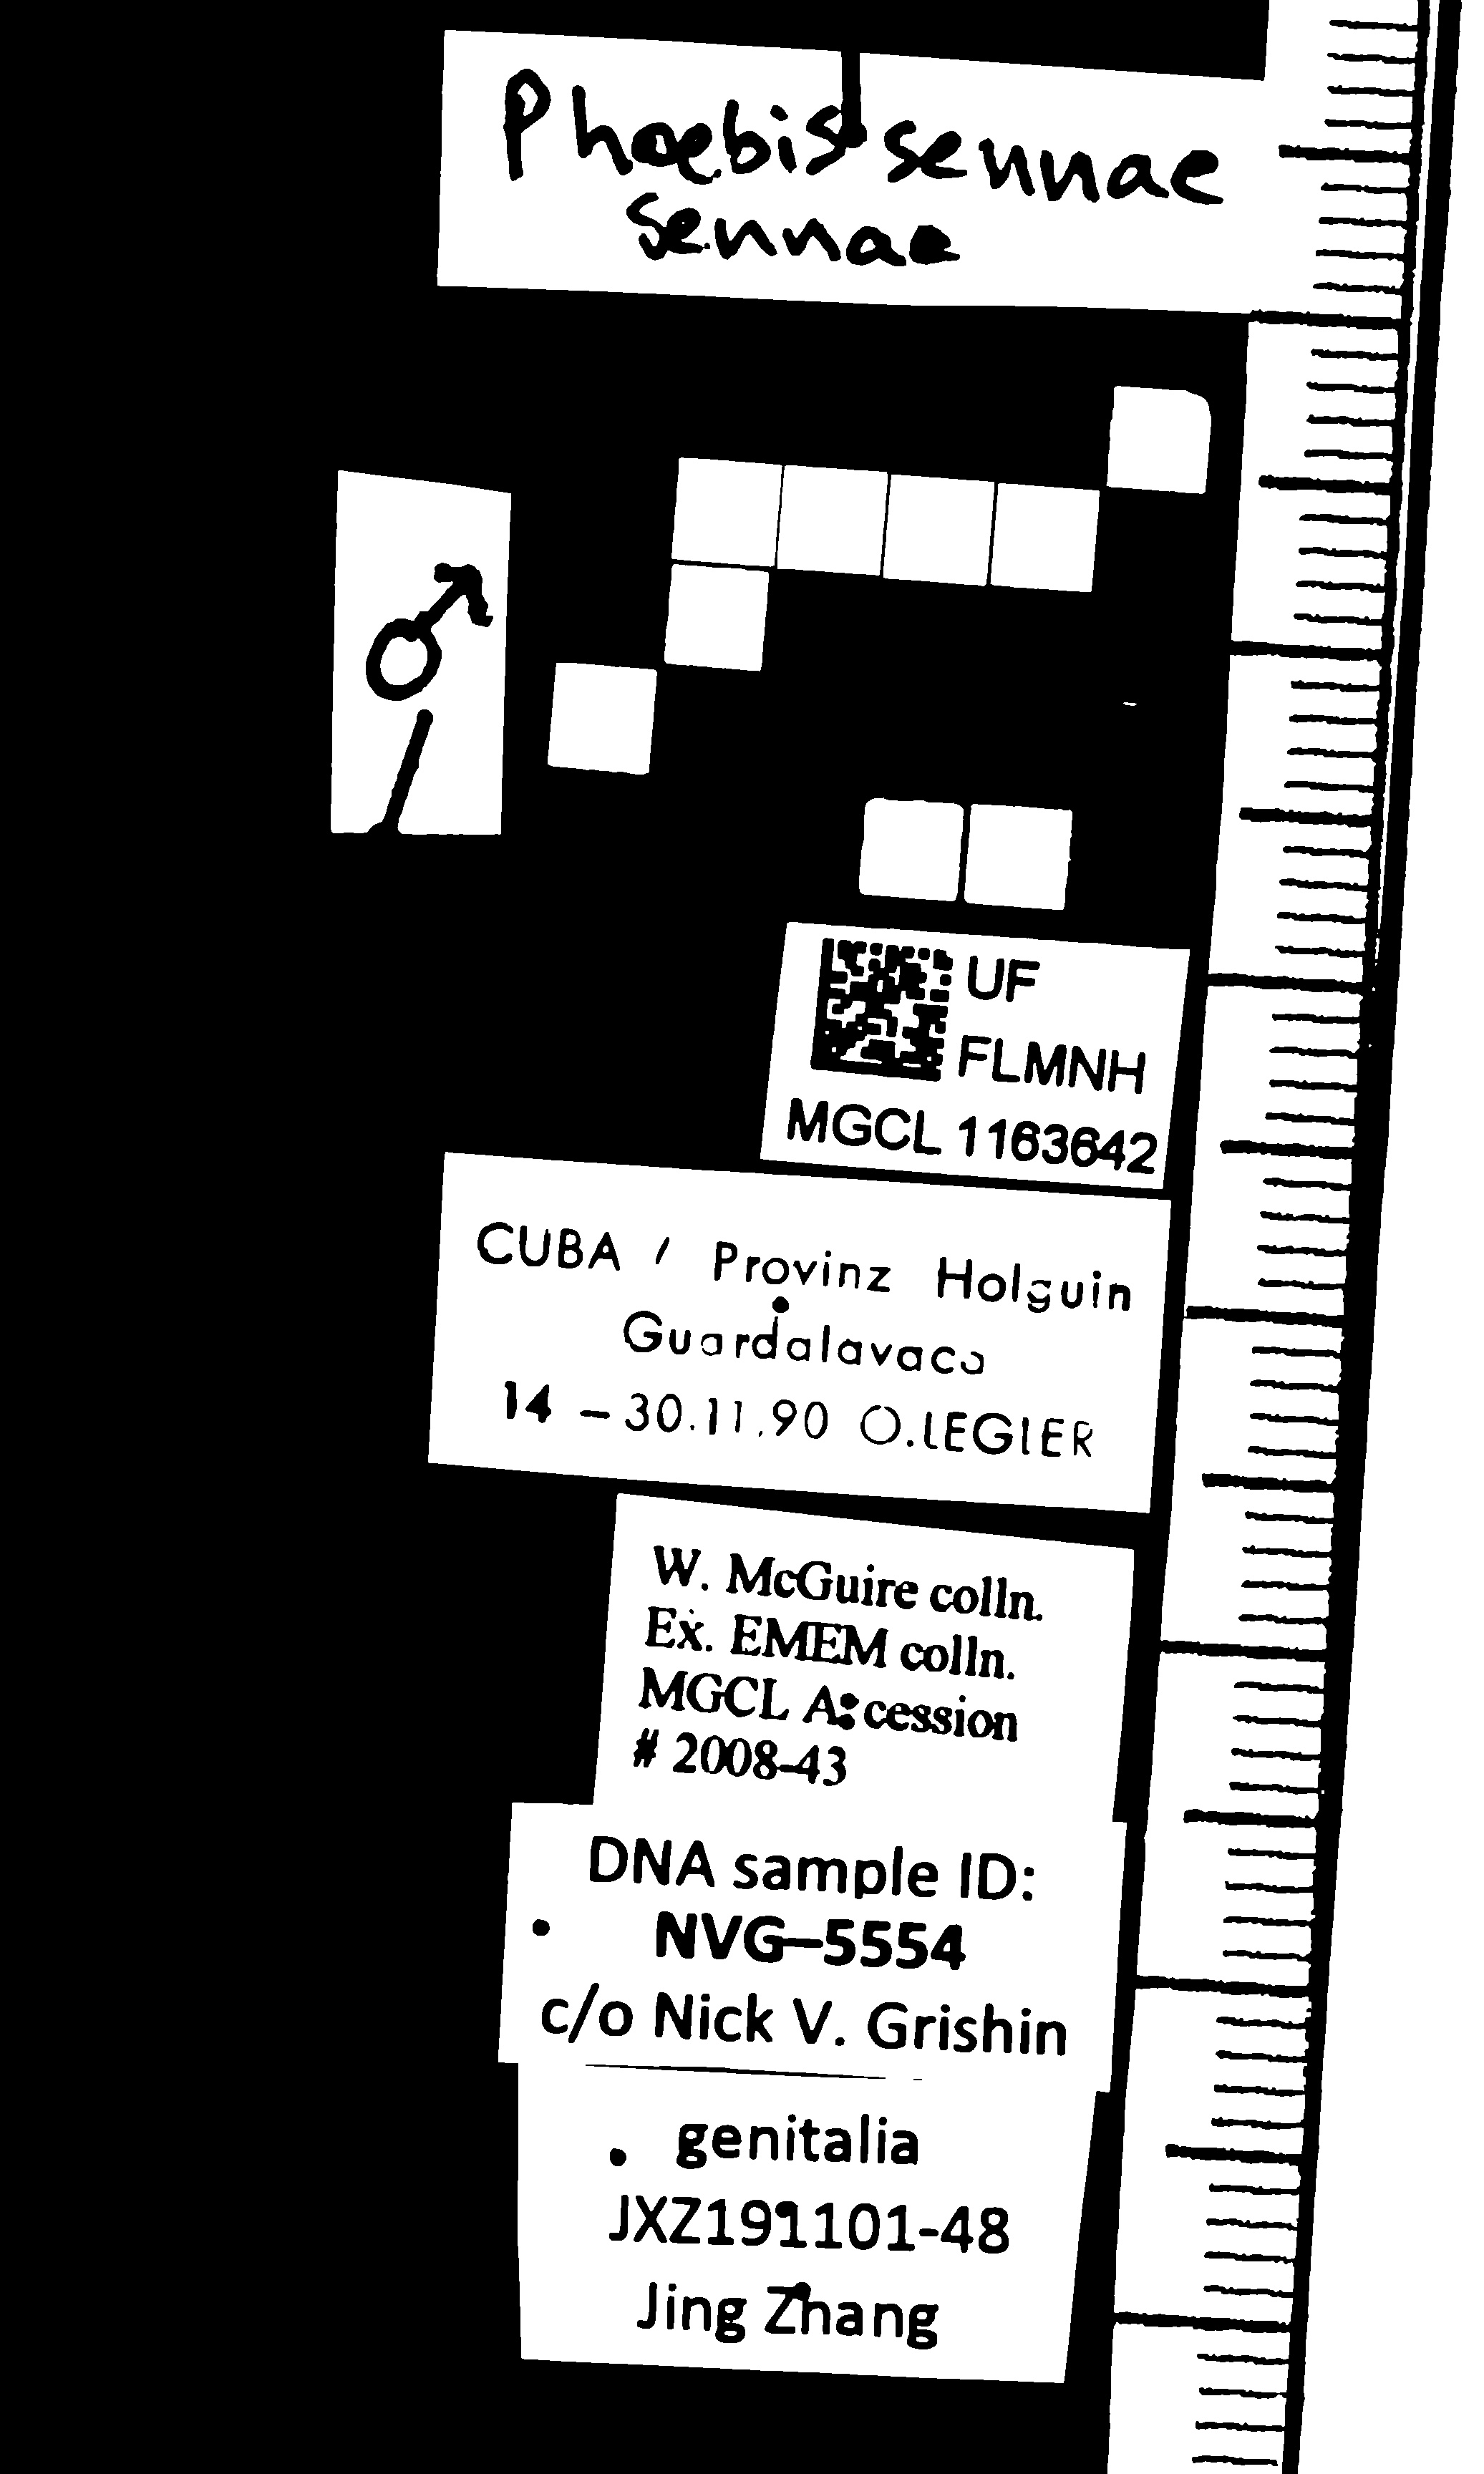 Phoebis sennae
sennae
♂
UF
FLMNH
MGCL 1163642
CUBA / Provinz Holguin
Guardalavaca
14 – 30.11.90 O.LEGLER
W. McGuire colln.
Ex. EMEM colln.
MGCL Accession
# 2008-43
DNA sample ID:
NVG–5554
c/o Nick V. Grishin
genitalia
JXZ191101-48
Jing Zhang